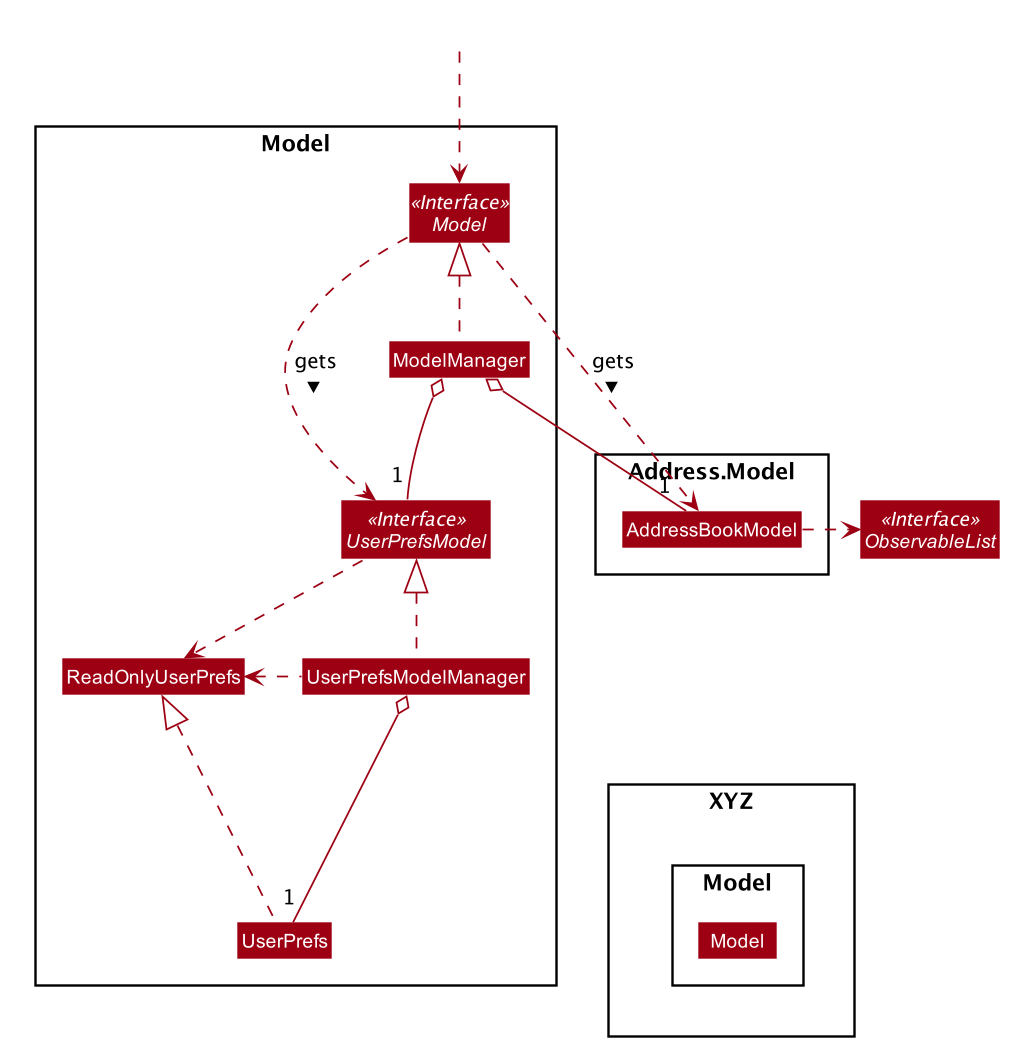 Model
«Interface»
Model
ModelManager
gets
▼
gets
▼
1
Address.Model
1
«Interface»
UserPrefsModel
AddressBookModel
«Interface»
ObservableList
ReadOnlyUserPrefs
UserPrefsModelManager
XYZ
Model
Model
1
UserPrefs